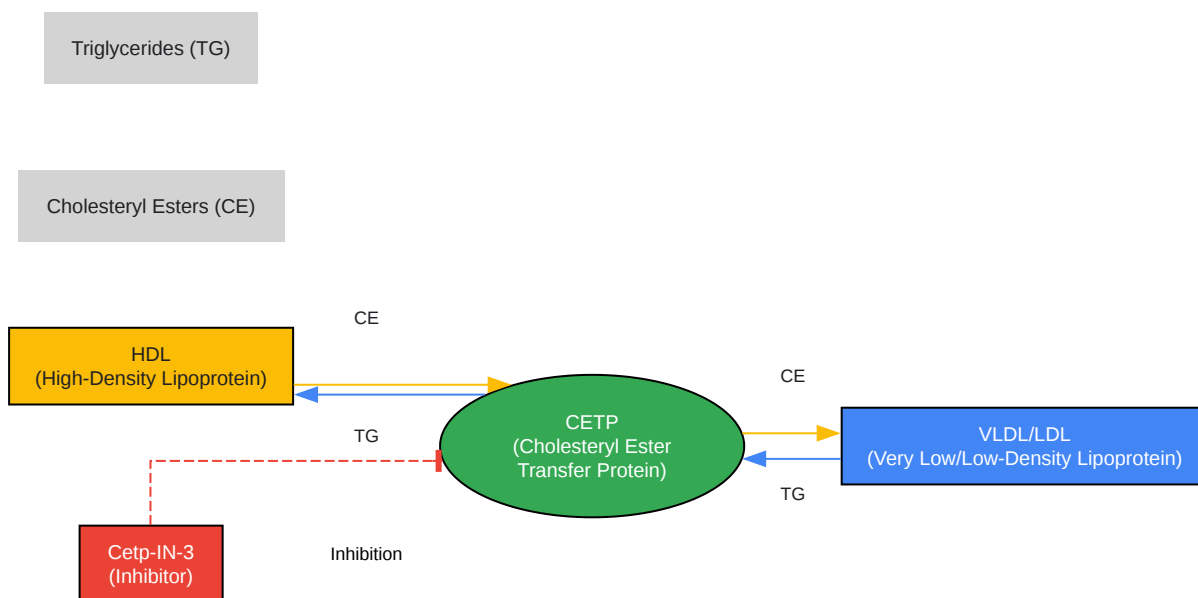 Triglycerides (TG)
Cholesteryl Esters (CE)
CE
HDL
(High-Density Lipoprotein)
CE
TG
CETP
(Cholesteryl Ester
Transfer Protein)
VLDL/LDL
(Very Low/Low-Density Lipoprotein)
TG
Cetp-IN-3
(Inhibitor)
Inhibition